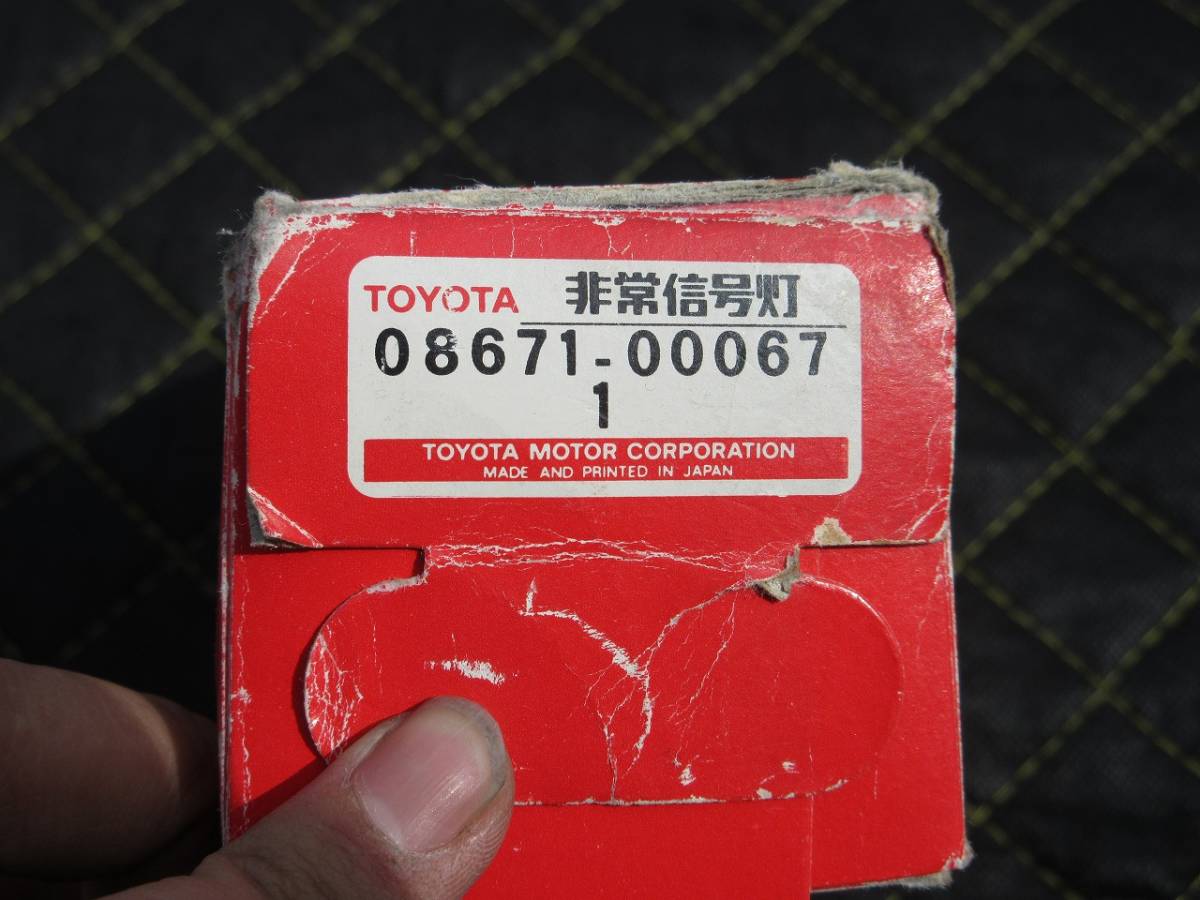 TOYOTA 非常信号灯
08671-00067
1
TOYOTA MOTOR CORPORATION
MADE AND PRINTED IN JAPAN